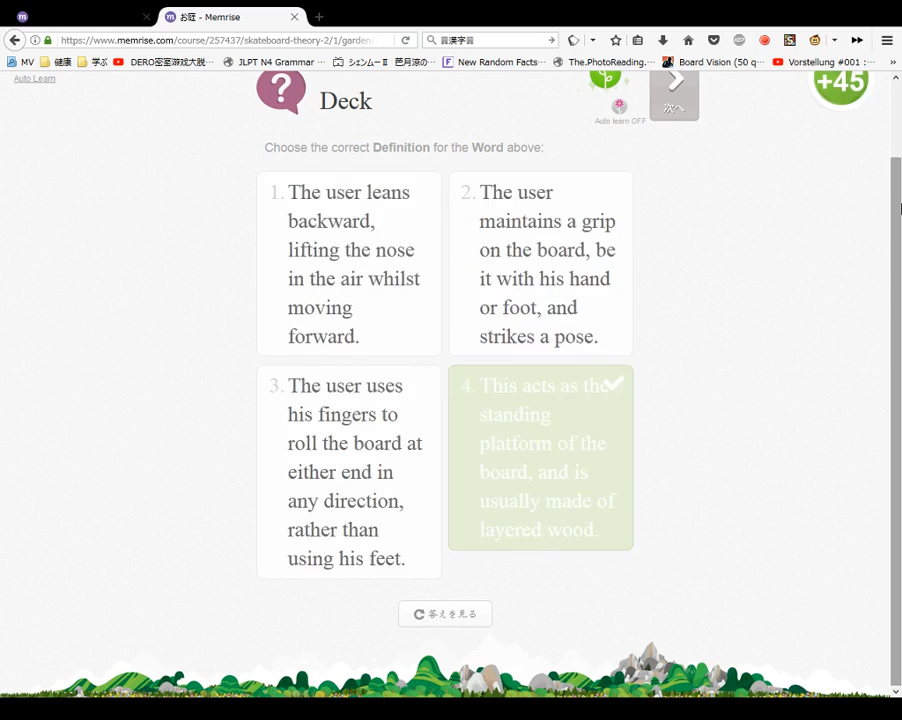 お庭 - Memrise
https://www.memrise.com/course/257437/skateboard-theory-2/1/garden/
MV
健康
学ぶ
DERO密室游戏大脱...
JLPT N4 Grammar ...
シェンムーⅡ 芭月涼の...
New Random Facts...
The.PhotoReading....
Board Vision (50 q...
Vorstellung #001 : ...
Auto Learn
?
Deck
Auto learn OFF
次へ
+45
Choose the correct Definition for the Word above:
1. The user leans
backward,
lifting the nose
in the air whilst
moving
forward.
2. The user
maintains a grip
on the board, be
it with his hand
or foot, and
strikes a pose.
3. The user uses
his fingers to
roll the board at
either end in
any direction,
rather than
using his feet.
4. This acts as the
standing
platform of the
board, and is
usually made of
layered wood.
答えを見る